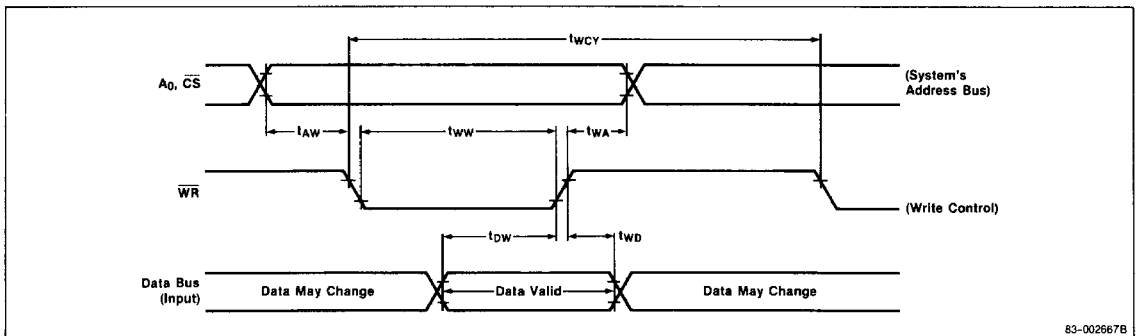 tWCY
A0, CS
(System's
Address Bus)
tAW
tWW
tWA
WR
(Write Control)
tDW
tWD
Data Bus
(Input)
Data May Change
Data Valid
Data May Change
83-002667B